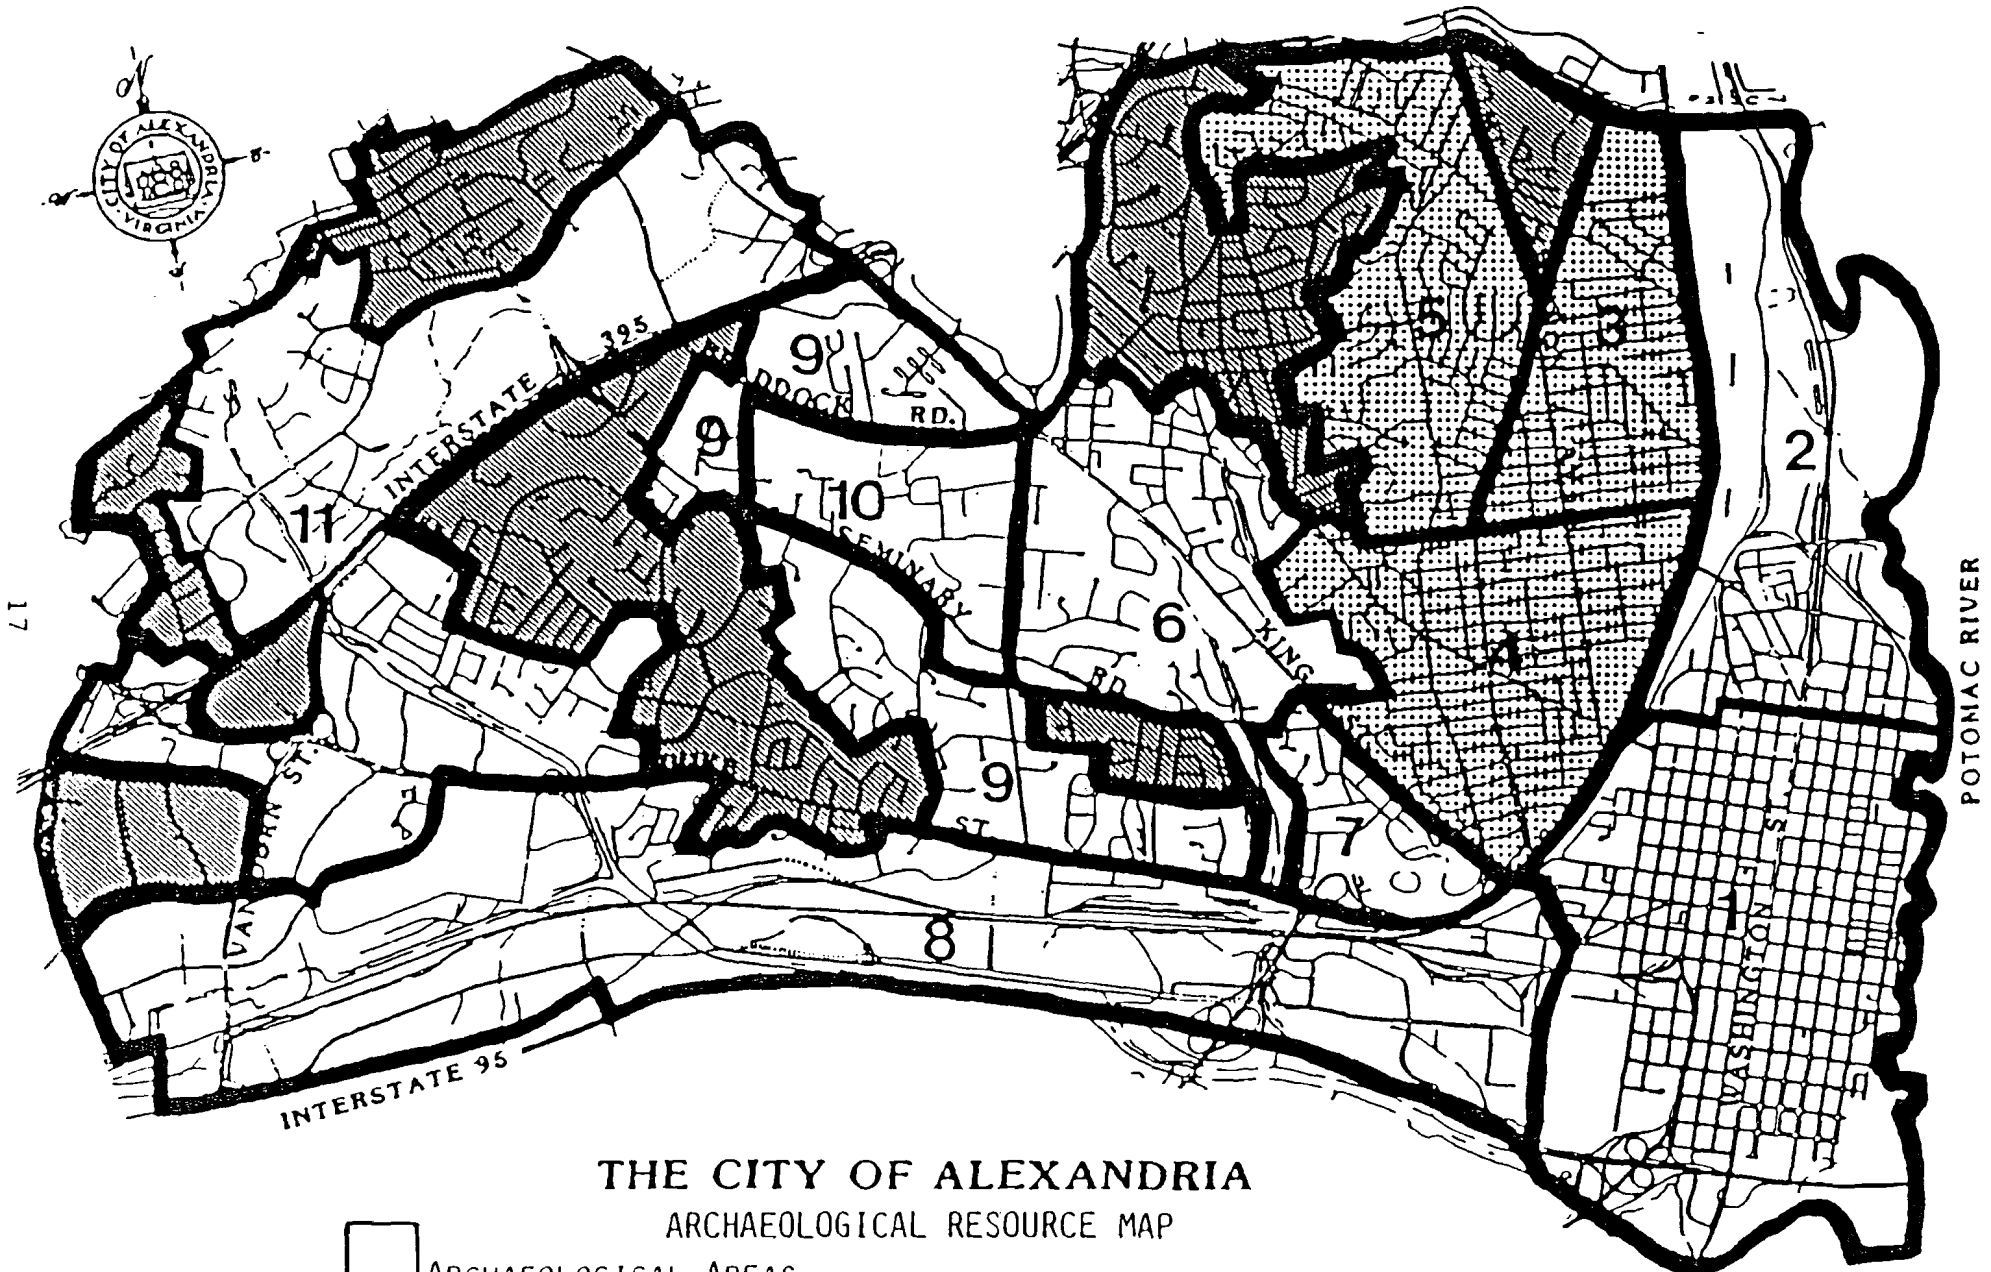 N
CITY OF ALEXANDRIA
VIRGINIA
INTERSTATE 395
11
9
DDOCK RD.
9
10
SEMINARY RD.
6
KING
5
3
2
4
9
ST.
7
8
1
WASHINGTON ST.
VAN DORN ST.
INTERSTATE 95
POTOMAC RIVER
17
THE CITY OF ALEXANDRIA
ARCHAEOLOGICAL RESOURCE MAP
ARCHAEOLOGICAL AREAS